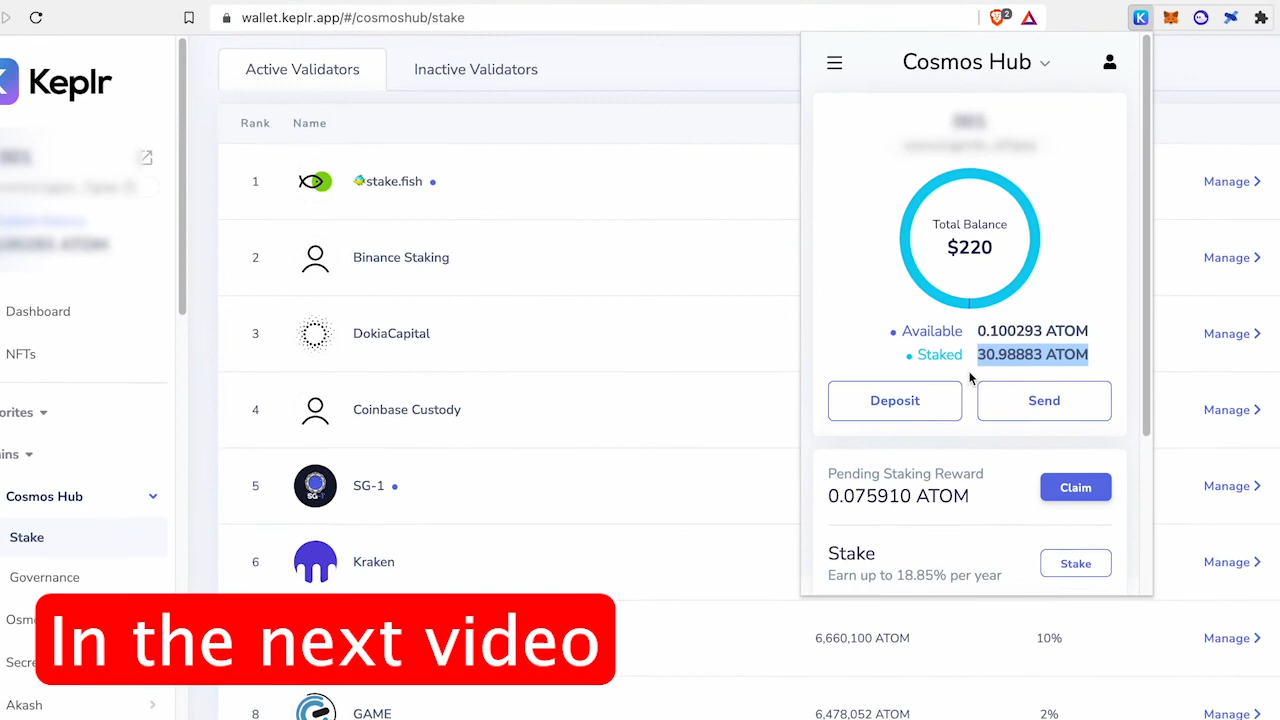 wallet.keplr.app/#/cosmoshub/stake
2
K
Keplr
Dashboard
NFTs
orites
ins
Cosmos Hub
Stake
Governance
Osm
Secre
Akash
Active Validators
Inactive Validators
Rank Name
1 stake.fish Manage
2 Binance Staking Manage
3 DokiaCapital Manage
4 Coinbase Custody Manage
5 SG-1 SG-1 Manage
6 Kraken Manage
6,660,100 ATOM 10% Manage
8 GAME 6,478,052 ATOM 2% Manage
Cosmos Hub
Total Balance
$220
Available 0.100293 ATOM
Staked 30.98883 ATOM
Deposit Send
Pending Staking Reward
0.075910 ATOM
Claim
Stake
Earn up to 18.85% per year
Stake
In the next video